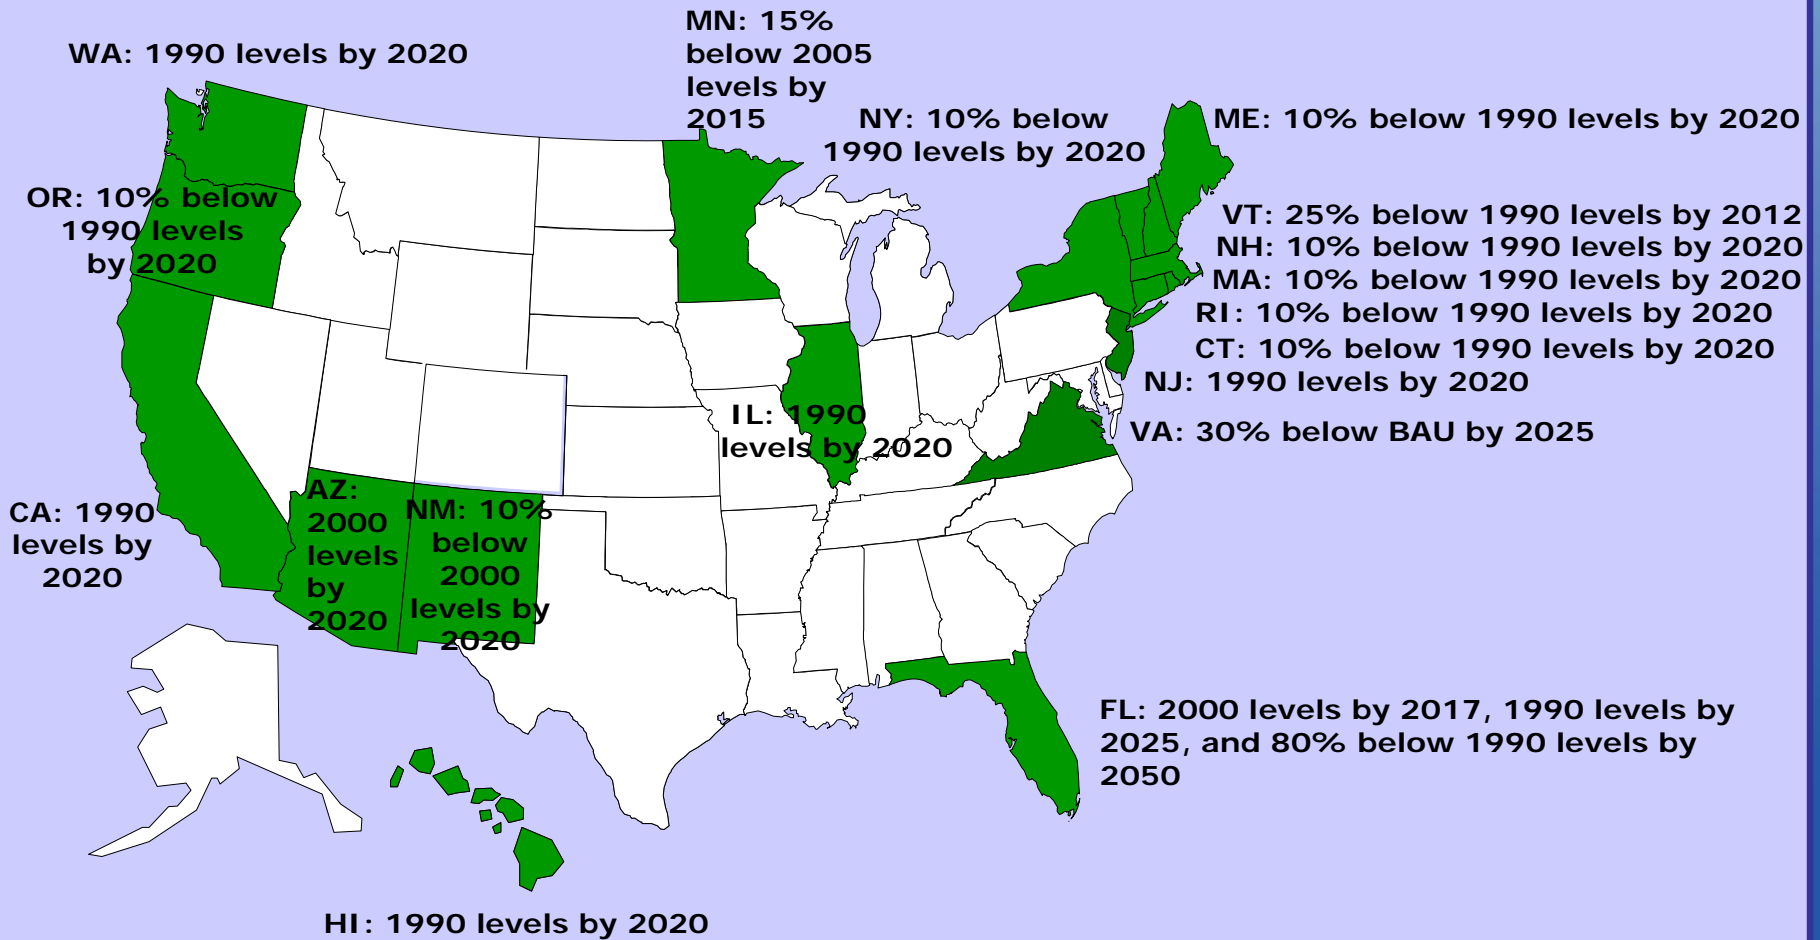 WA: 1990 levels by 2020
MN: 15%
below 2005
levels by
2015
NY: 10% below
1990 levels by 2020
ME: 10% below 1990 levels by 2020
OR: 10% below
1990 levels
by 2020
VT: 25% below 1990 levels by 2012
NH: 10% below 1990 levels by 2020
MA: 10% below 1990 levels by 2020
RI: 10% below 1990 levels by 2020
CT: 10% below 1990 levels by 2020
NJ: 1990 levels by 2020
IL: 1990
levels by 2020
VA: 30% below BAU by 2025
CA: 1990
levels by
2020
AZ:
2000
levels
by
2020
NM: 10%
below
2000
levels by
2020
FL: 2000 levels by 2017, 1990 levels by
2025, and 80% below 1990 levels by
2050
HI: 1990 levels by 2020